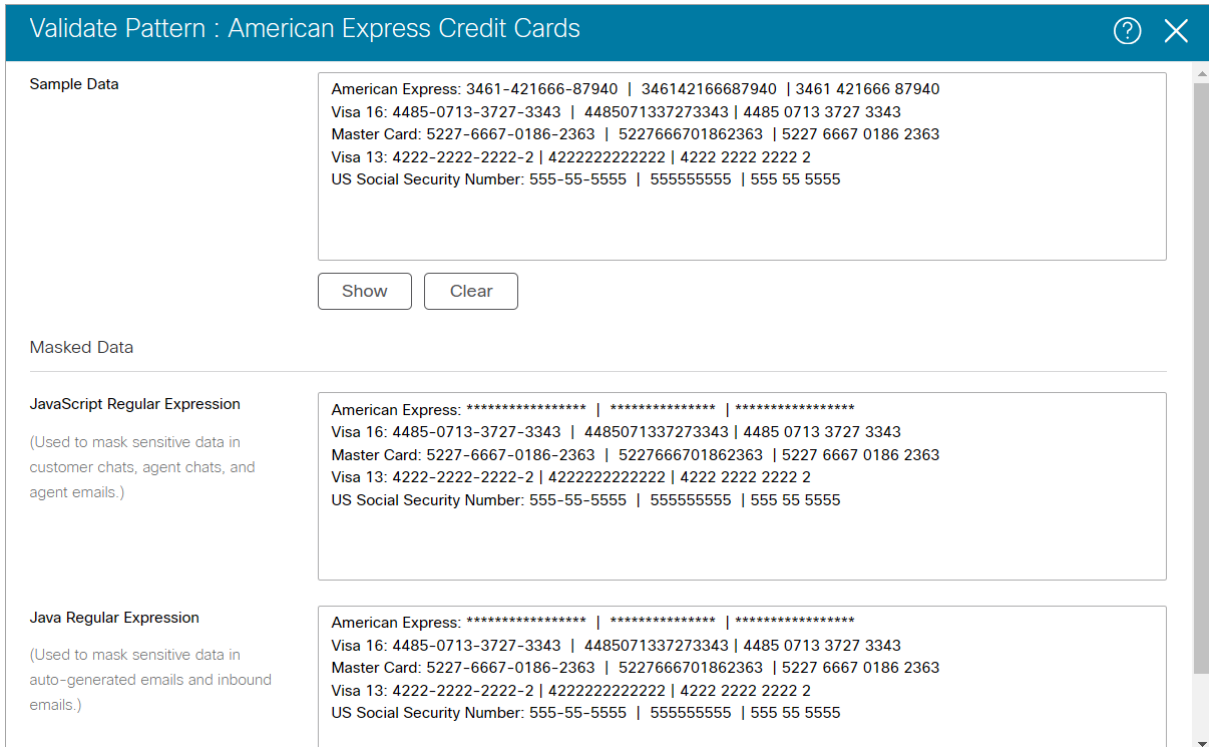 Validate Pattern : American Express Credit Cards
Sample Data
American Express: 3461-421666-87940 | 346142166687940 | 3461 421666 87940
Visa 16: 4485-0713-3727-3343 | 4485071337273343 | 4485 0713 3727 3343
Master Card: 5227-6667-0186-2363 | 5227666701862363 | 5227 6667 0186 2363
Visa 13: 4222-2222-2222-2 | 4222222222222 | 4222 2222 2222 2
US Social Security Number: 555-55-5555 | 555555555 | 555 55 5555
Show Clear
Masked Data
JavaScript Regular Expression
(Used to mask sensitive data in
customer chats, agent chats, and
agent emails.)
American Express: ***************** | *************** | *****************
Visa 16: 4485-0713-3727-3343 | 4485071337273343 | 4485 0713 3727 3343
Master Card: 5227-6667-0186-2363 | 5227666701862363 | 5227 6667 0186 2363
Visa 13: 4222-2222-2222-2 | 4222222222222 | 4222 2222 2222 2
US Social Security Number: 555-55-5555 | 555555555 | 555 55 5555
Java Regular Expression
(Used to mask sensitive data in
auto-generated emails and inbound
emails.)
American Express: ***************** | *************** | *****************
Visa 16: 4485-0713-3727-3343 | 4485071337273343 | 4485 0713 3727 3343
Master Card: 5227-6667-0186-2363 | 5227666701862363 | 5227 6667 0186 2363
Visa 13: 4222-2222-2222-2 | 4222222222222 | 4222 2222 2222 2
US Social Security Number: 555-55-5555 | 555555555 | 555 55 5555